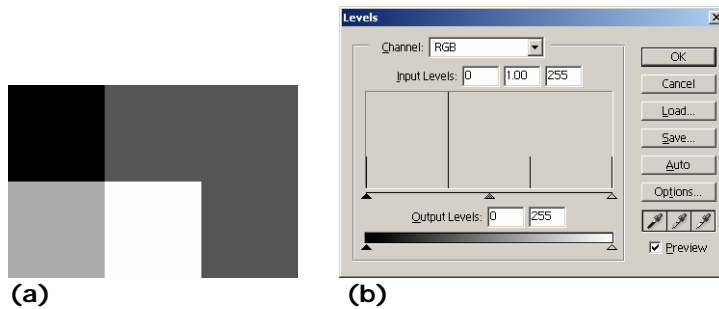 Levels
Channel: RGB
Input Levels: 0 1.00 255
Output Levels: 0 255
OK
Cancel
Load...
Save...
Auto
Options...
Preview
(a)
(b)